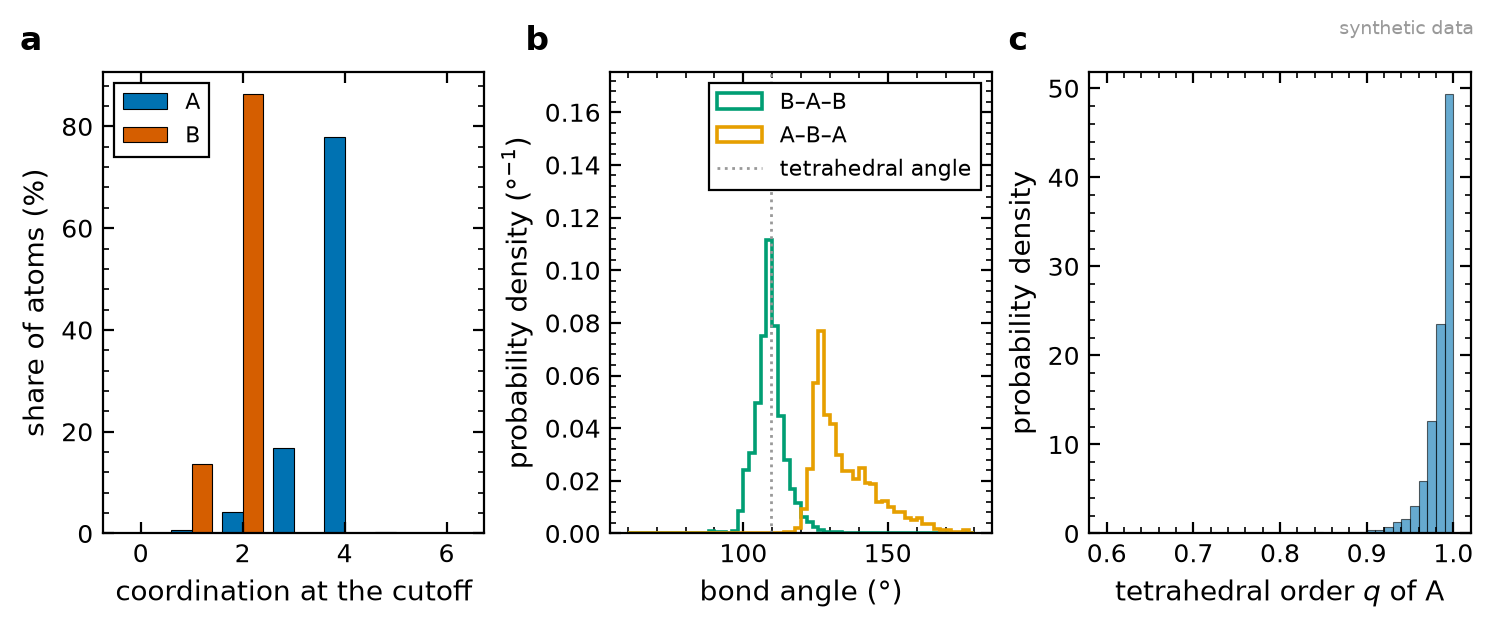 synthetic data
a
A
B
share of atoms (%)
0
20
40
60
80
0
2
4
6
coordination at the cutoff
b
B–A–B
A–B–A
tetrahedral angle
probability density (°⁻¹)
0.00
0.02
0.04
0.06
0.08
0.10
0.12
0.14
0.16
100
150
bond angle (°)
c
probability density
0
10
20
30
40
50
0.6
0.7
0.8
0.9
1.0
tetrahedral order q of A